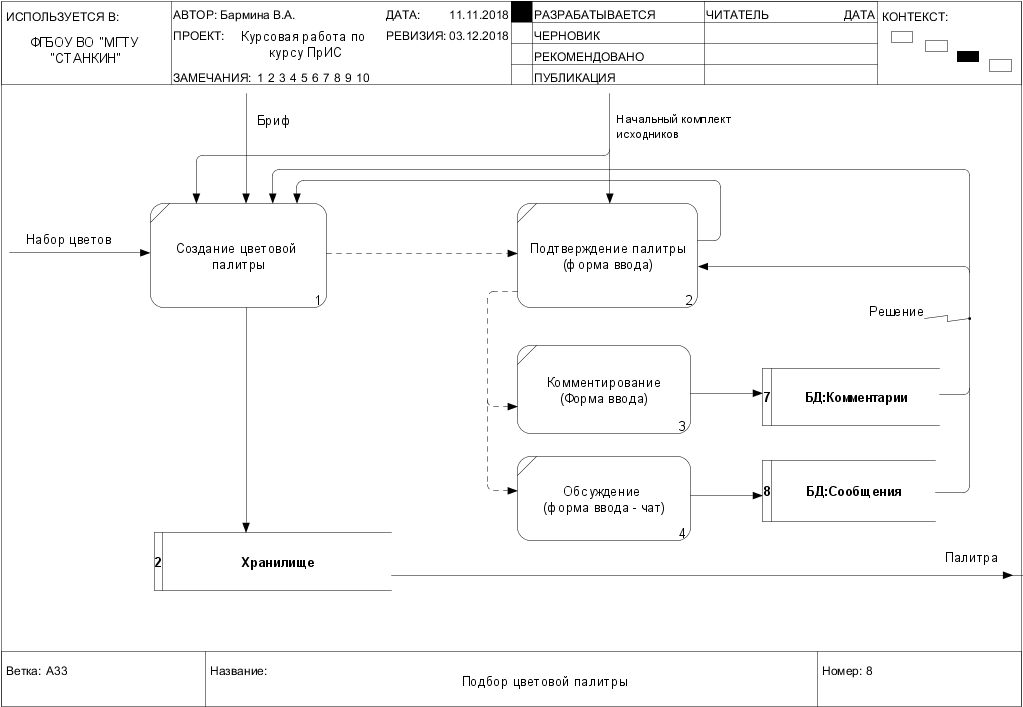 ИСПОЛЬЗУЕТСЯ В:
ФГБОУ ВО "МГТУ
"СТАНКИН"
АВТОР: Бармина В.А.
ДАТА: 11.11.2018
ПРОЕКТ: Курсовая работа по
курсу ПрИС
РЕВИЗИЯ: 03.12.2018
ЗАМЕЧАНИЯ: 1 2 3 4 5 6 7 8 9 10
РАЗРАБАТЫВАЕТСЯ
ЧЕРНОВИК
РЕКОМЕНДОВАНО
ПУБЛИКАЦИЯ
ЧИТАТЕЛЬ
ДАТА
КОНТЕКСТ:
Бриф
Начальный комплект
исходников
Набор цветов
Создание цветовой
палитры
1
Подтверждение палитры
(форма ввода)
2
Решение
Комментирование
(Форма ввода)
3
7
БД:Комментарии
Обсуждение
(форма ввода - чат)
4
8
БД:Сообщения
2
Хранилище
Палитра
Ветка: А33
Название:
Подбор цветовой палитры
Номер: 8